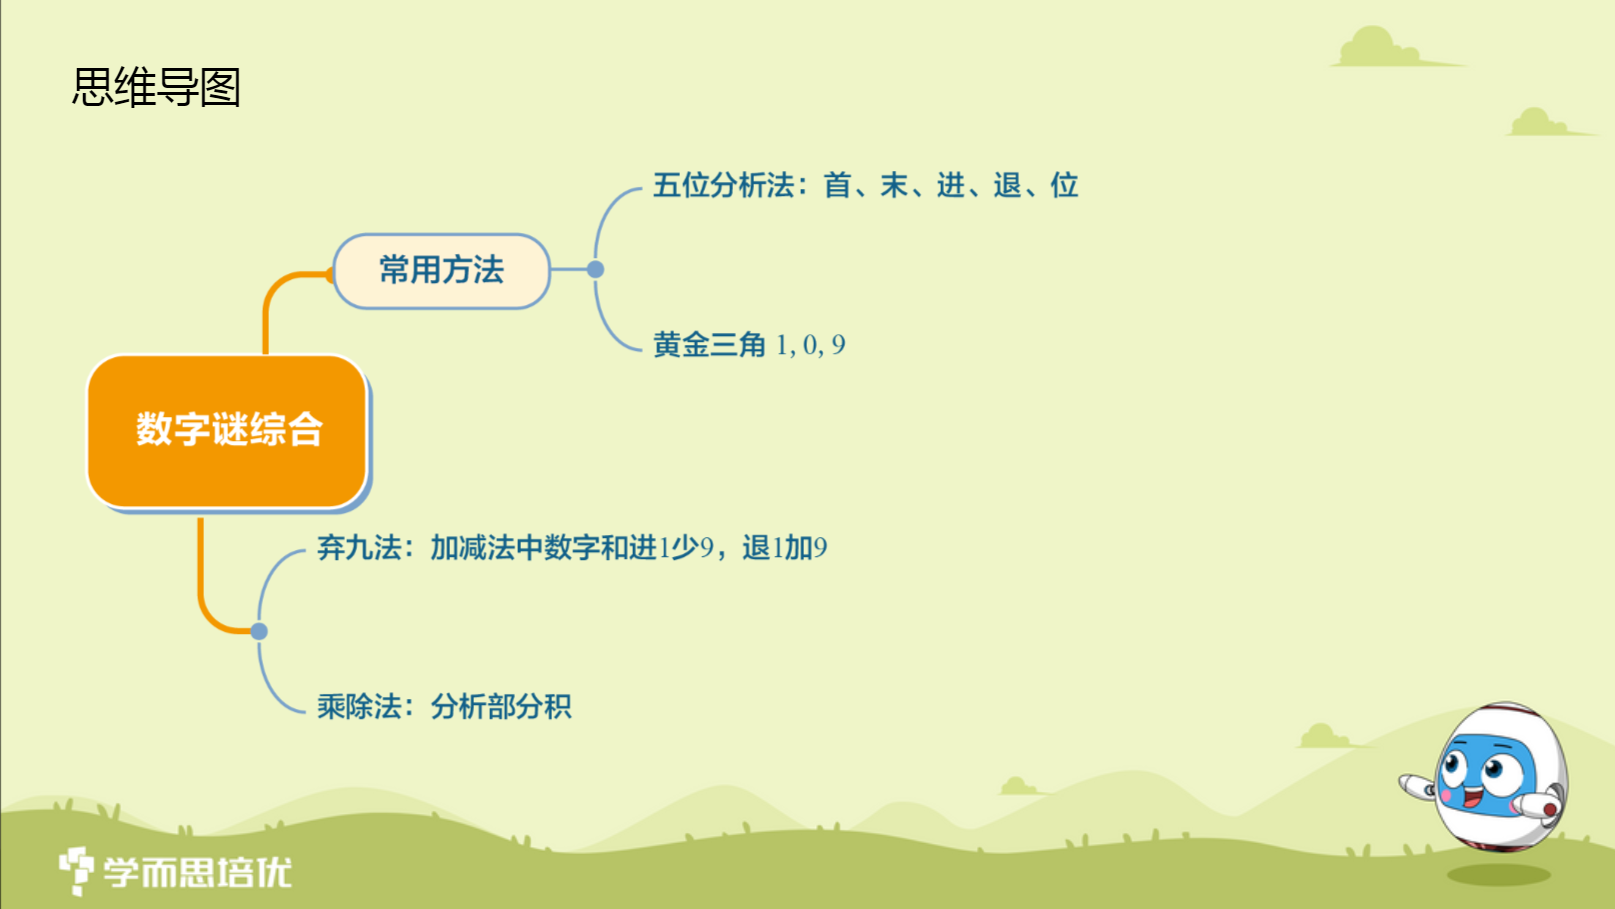 思维导图
五位分析法：首、末、进、退、位
常用方法
黄金三角 1, 0, 9
数字谜综合
弃九法：加减法中数字和进1少9，退1加9
乘除法：分析部分积
学而思培优